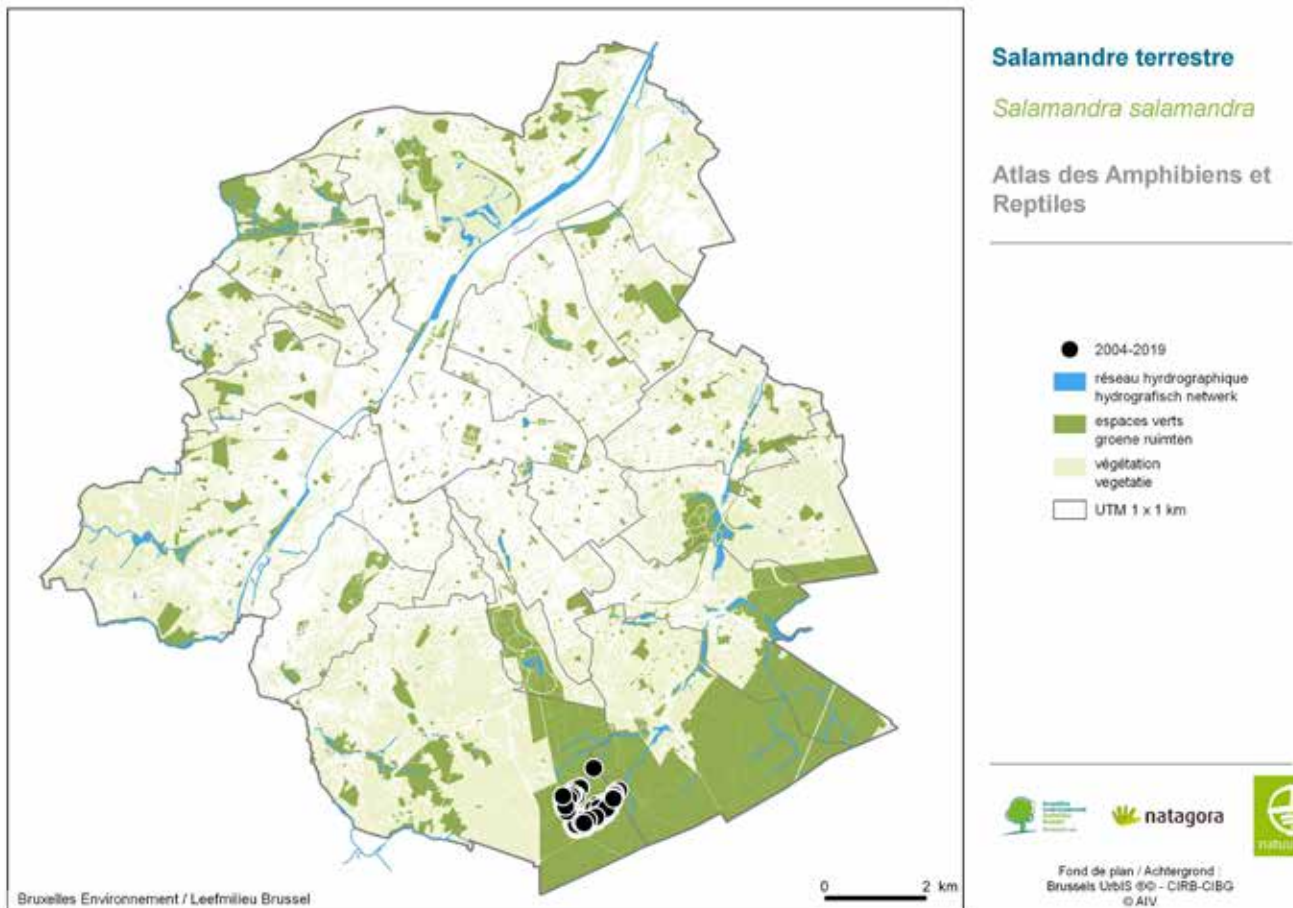 Salamandre terrestre
Salamandra salamandra
Atlas des Amphibiens et
Reptiles
2004-2019
réseau hyrdrographique
hydrografisch netwerk
espaces verts
groene ruimten
végétation
vegetatie
UTM 1 x 1 km
natagora
natuu
Fond de plan / Achtergrond :
Brussels UrbIS ®© - CIRB-CIBG
© AIV
0 2 km
Bruxelles Environnement / Leefmilieu Brussel